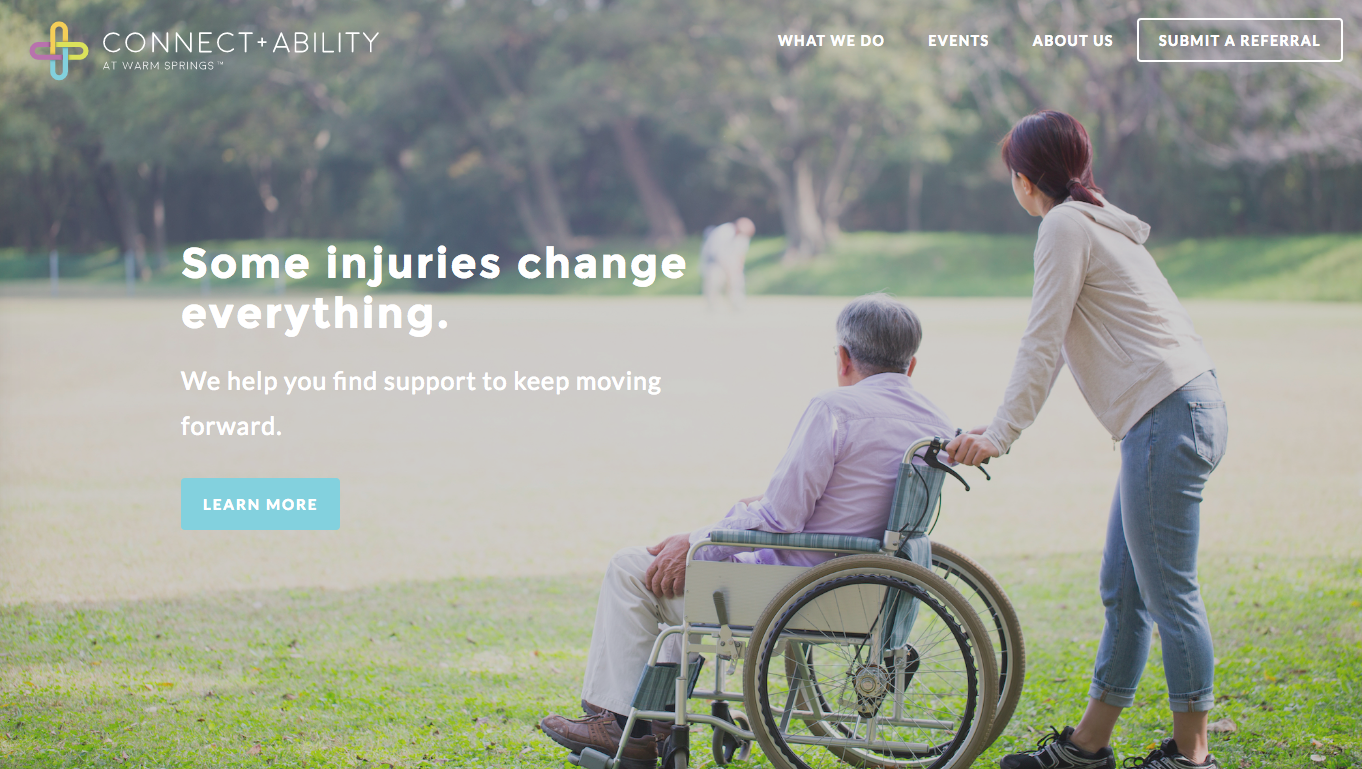 CONNECT+ABILITY
AT WARM SPRINGS™
WHAT WE DO
EVENTS
ABOUT US
SUBMIT A REFERRAL
Some injuries change
everything.
We help you find support to keep moving
forward.
LEARN MORE